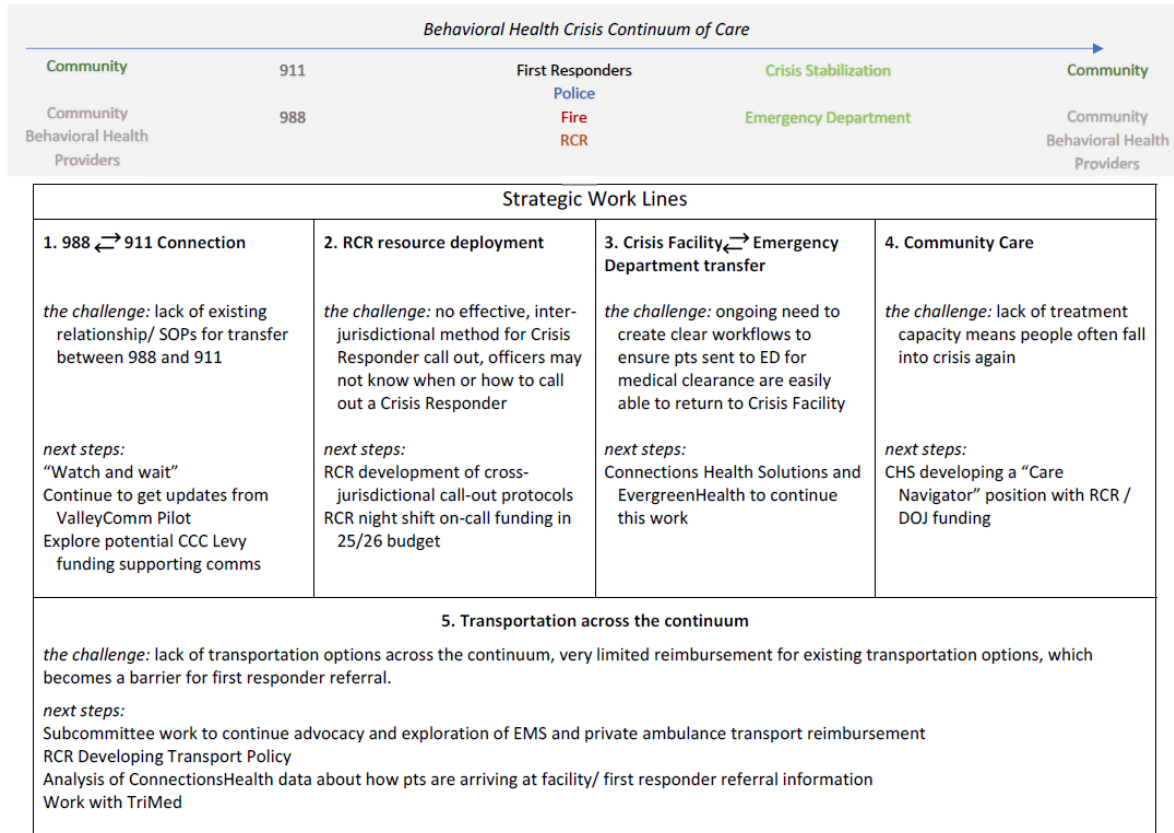 Behavioral Health Crisis Continuum of Care
Community
Community
Behavioral Health
Providers
911
988
First Responders
Police
Fire
RCR
Crisis Stabilization
Emergency Department
Community
Community
Behavioral Health
Providers
Strategic Work Lines
1. 988 ⇄ 911 Connection
the challenge: lack of existing
relationship/ SOPs for transfer
between 988 and 911
next steps:
“Watch and wait”
Continue to get updates from
ValleyComm Pilot
Explore potential CCC Levy
funding supporting comms
2. RCR resource deployment
the challenge: no effective, inter-
jurisdictional method for Crisis
Responder call out, officers may
not know when or how to call
out a Crisis Responder
next steps:
RCR development of cross-
jurisdictional call-out protocols
RCR night shift on-call funding in
25/26 budget
3. Crisis Facility ⇄ Emergency
Department transfer
the challenge: ongoing need to
create clear workflows to
ensure pts sent to ED for
medical clearance are easily
able to return to Crisis Facility
next steps:
Connections Health Solutions and
EvergreenHealth to continue
this work
4. Community Care
the challenge: lack of treatment
capacity means people often fall
into crisis again
next steps:
CHS developing a “Care
Navigator” position with RCR /
DOJ funding
5. Transportation across the continuum
the challenge: lack of transportation options across the continuum, very limited reimbursement for existing transportation options, which
becomes a barrier for first responder referral.
next steps:
Subcommittee work to continue advocacy and exploration of EMS and private ambulance transport reimbursement
RCR Developing Transport Policy
Analysis of ConnectionsHealth data about how pts are arriving at facility/ first responder referral information
Work with TriMed